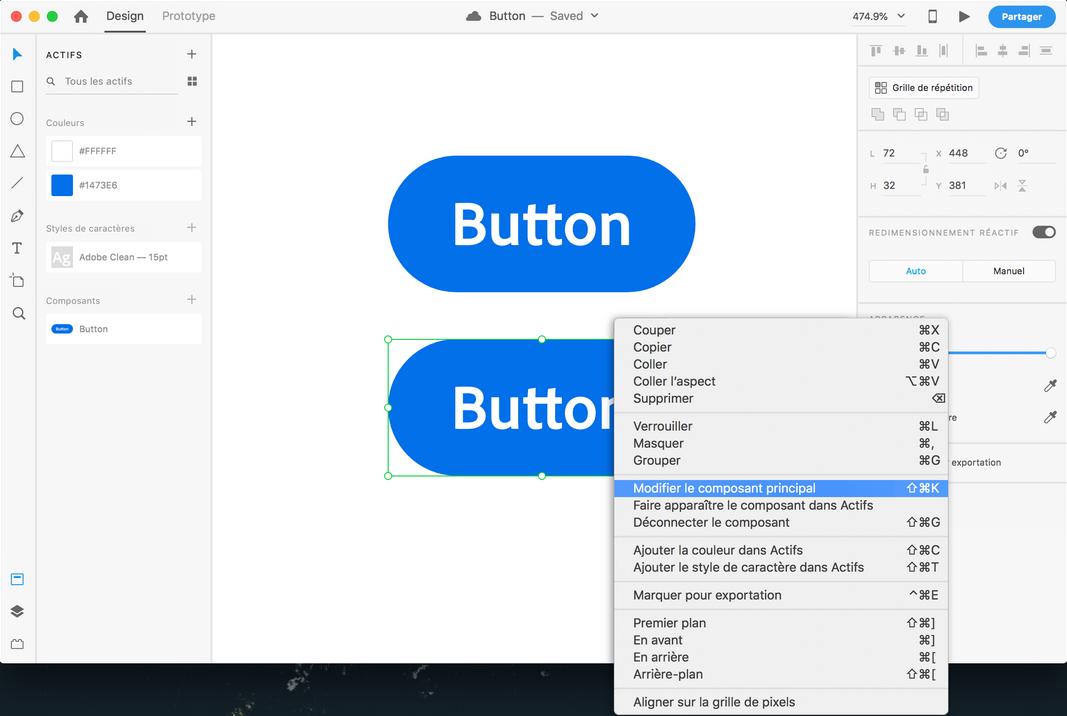 Design Prototype Button — Saved 474.9% Partager
ACTIFS
Tous les actifs
Couleurs
#FFFFFF
#1473E6
Styles de caractères
Ag Adobe Clean — 15pt
Composants
Button Button
T
Button
Button
Grille de répétition
L 72 X 448 0°
H 32 Y 381
REDIMENSIONNEMENT RÉACTIF
Auto Manuel
Couper ⌘X
Copier ⌘C
Coller ⌘V
Coller l’aspect ⌥⌘V
Supprimer ⌫
Verrouiller ⌘L
Masquer ⌘,
Grouper ⌘G
Modifier le composant principal ⇧⌘K
Faire apparaître le composant dans Actifs
Déconnecter le composant ⇧⌘G
Ajouter la couleur dans Actifs ⇧⌘C
Ajouter le style de caractère dans Actifs ⇧⌘T
Marquer pour exportation ^⌘E
Premier plan ⇧⌘]
En avant ⌘]
En arrière ⌘[
Arrière-plan ⇧⌘[
Aligner sur la grille de pixels
re
exportation